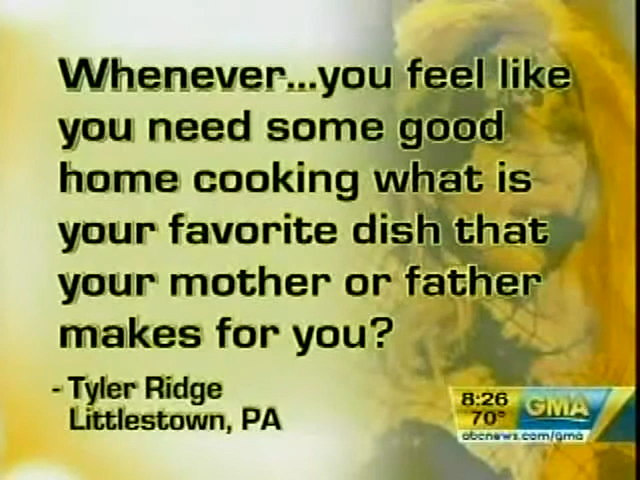 Whenever...you feel like
you need some good
home cooking what is
your favorite dish that
your mother or father
makes for you?
- Tyler Ridge
Littlestown, PA
8:26
70°
GMA
abcnews.com/gma